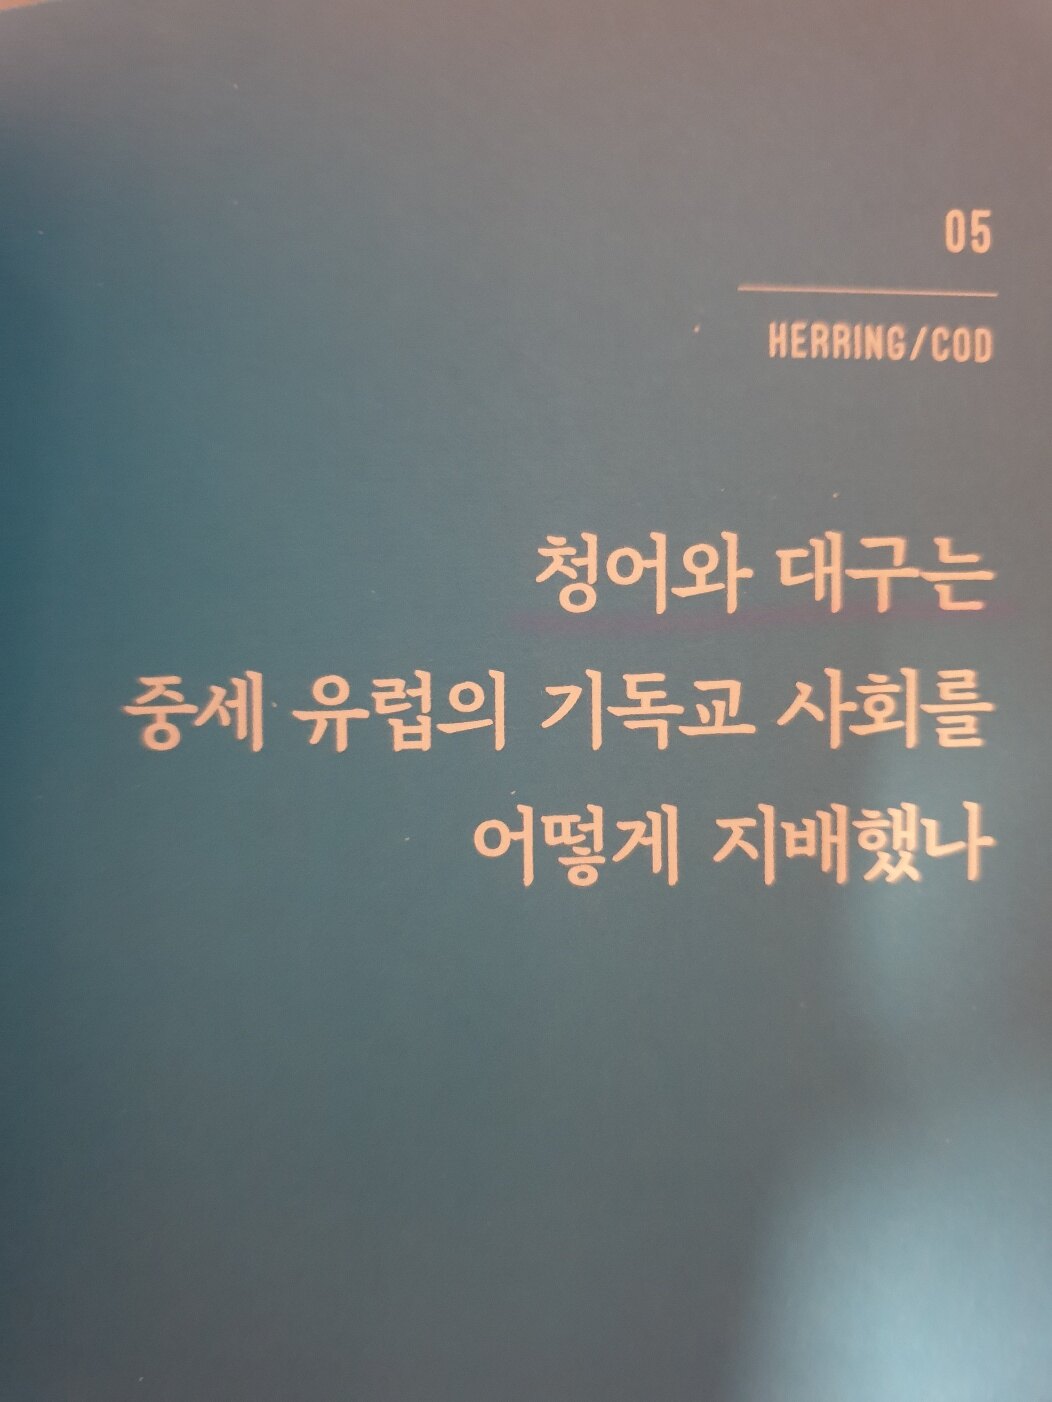 05
HERRING/COD
청어와 대구는
중세 유럽의 기독교 사회를
어떻게 지배했나